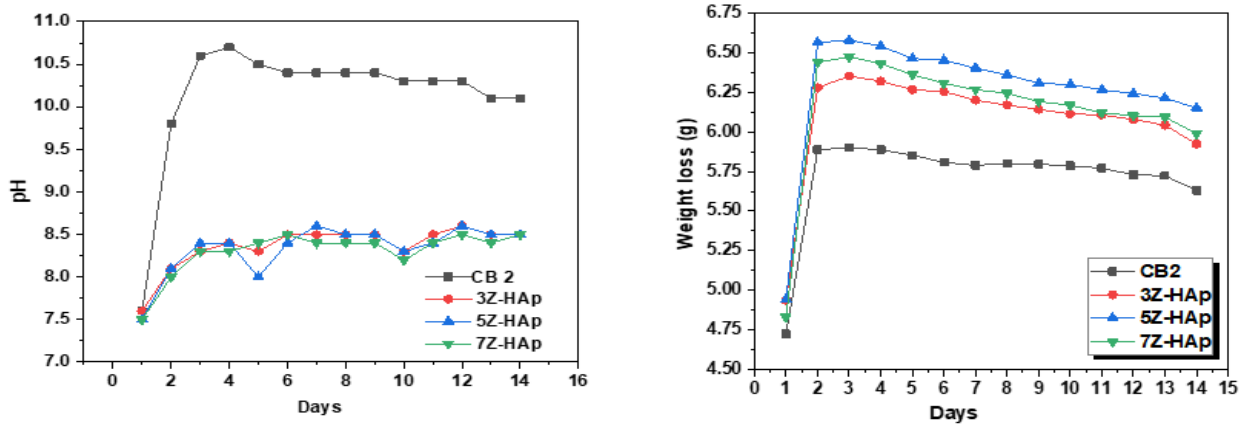 pH
11.0
10.5
10.0
9.5
9.0
8.5
8.0
7.5
7.0
0 2 4 6 8 10 12 14 16
Days
CB 2
3Z-HAp
5Z-HAp
7Z-HAp
Weight loss (g)
6.75
6.50
6.25
6.00
5.75
5.50
5.25
5.00
4.75
4.50
0 1 2 3 4 5 6 7 8 9 10 11 12 13 14 15
Days
CB2
3Z-HAp
5Z-HAp
7Z-HAp